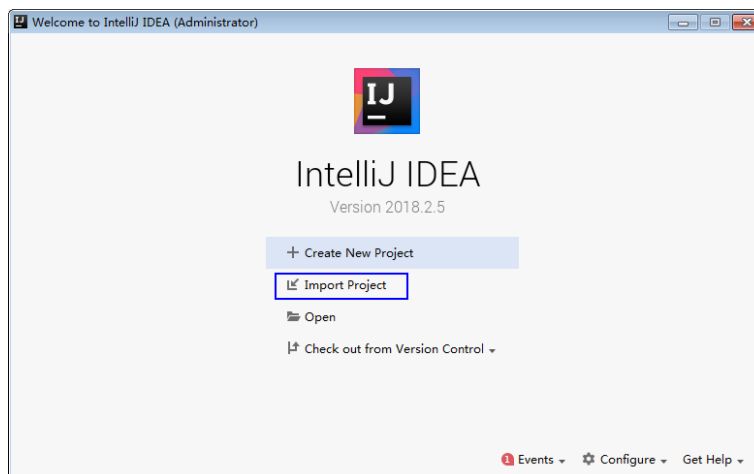 Welcome to IntelliJ IDEA (Administrator)
IJ
IntelliJ IDEA
Version 2018.2.5
Create New Project
Import Project
Open
Check out from Version Control
1 Events Configure Get Help